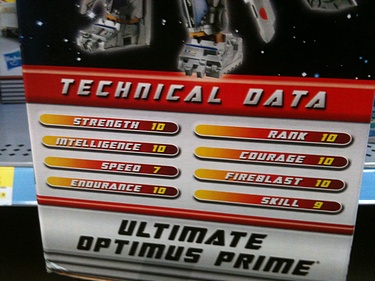 TECHNICAL DATA
STRENGTH 10
INTELLIGENCE 10
SPEED 7
ENDURANCE 10
RANK 10
COURAGE 10
FIREBLAST 10
SKILL 9
ULTIMATE
OPTIMUS PRIME